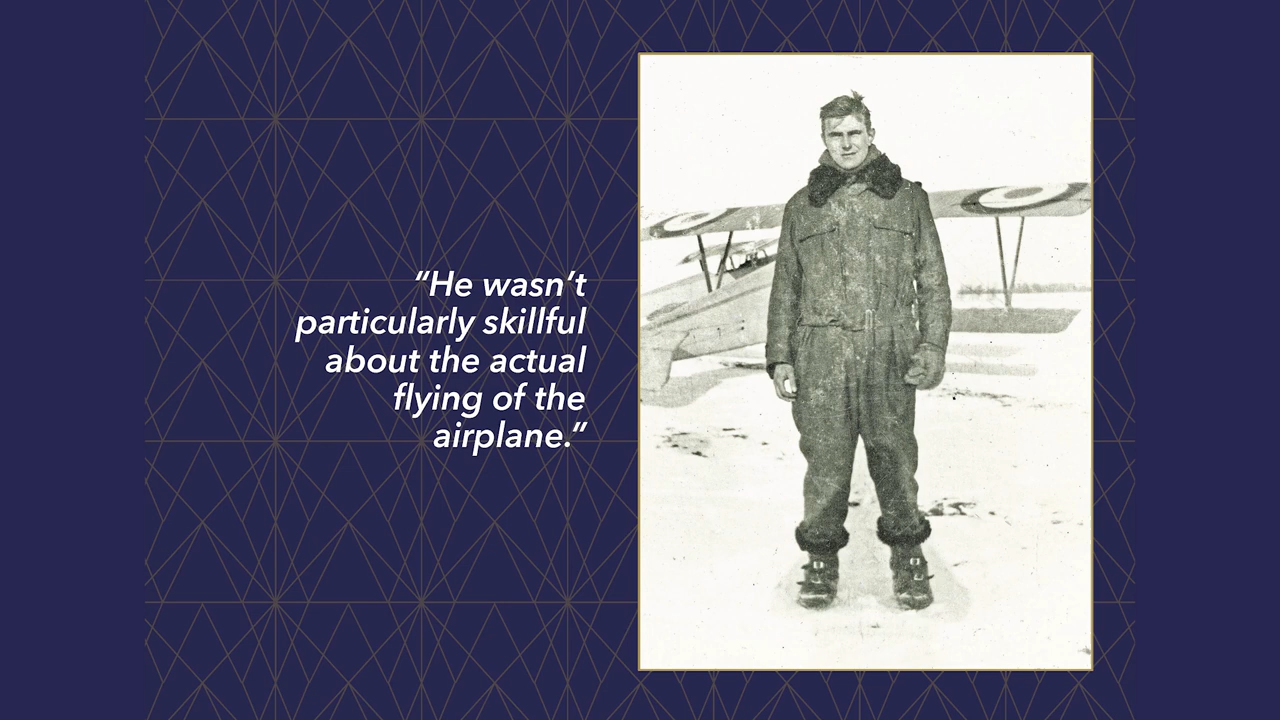 “He wasn’t
particularly skillful
about the actual
flying of the
airplane.”